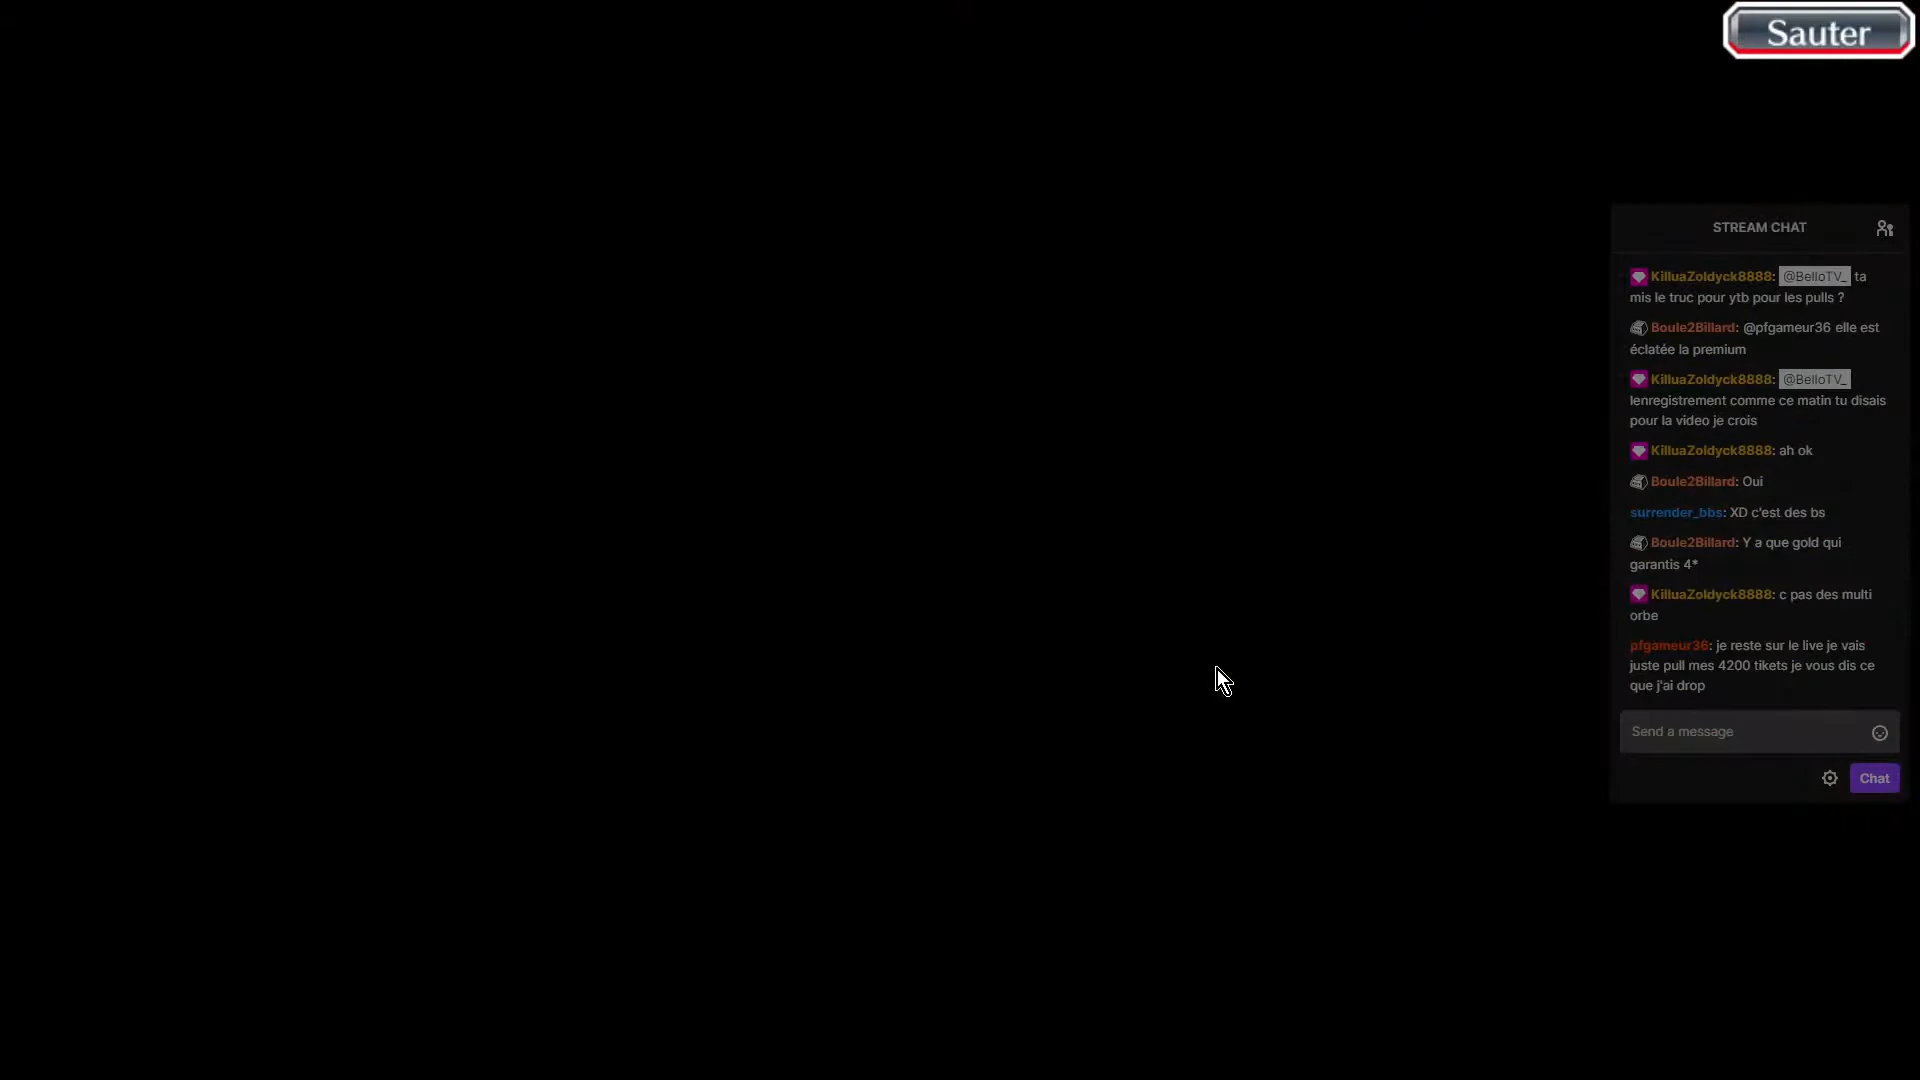 Sauter
STREAM CHAT
KilluaZoldyck8888: @BelloTV_ ta
mis le truc pour ytb pour les pulls ?
Boule2Billard: @pfgameur36 elle est
éclatée la premium
KilluaZoldyck8888: @BelloTV_
lenregistrement comme ce matin tu disais
pour la video je crois
KilluaZoldyck8888: ah ok
Boule2Billard: Oui
surrender_bbs: XD c'est des bs
Boule2Billard: Y a que gold qui
garantis 4*
KilluaZoldyck8888: c pas des multi
orbe
pfgameur36: je reste sur le live je vais
juste pull mes 4200 tikets je vous dis ce
que j'ai drop
Send a message
Chat